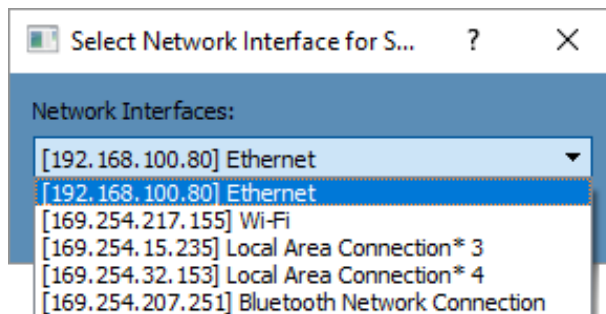 Select Network Interface for S... ?
Network Interfaces:
[192.168.100.80] Ethernet
[192.168.100.80] Ethernet
[169.254.217.155] Wi-Fi
[169.254.15.235] Local Area Connection* 3
[169.254.32.153] Local Area Connection* 4
[169.254.207.251] Bluetooth Network Connection